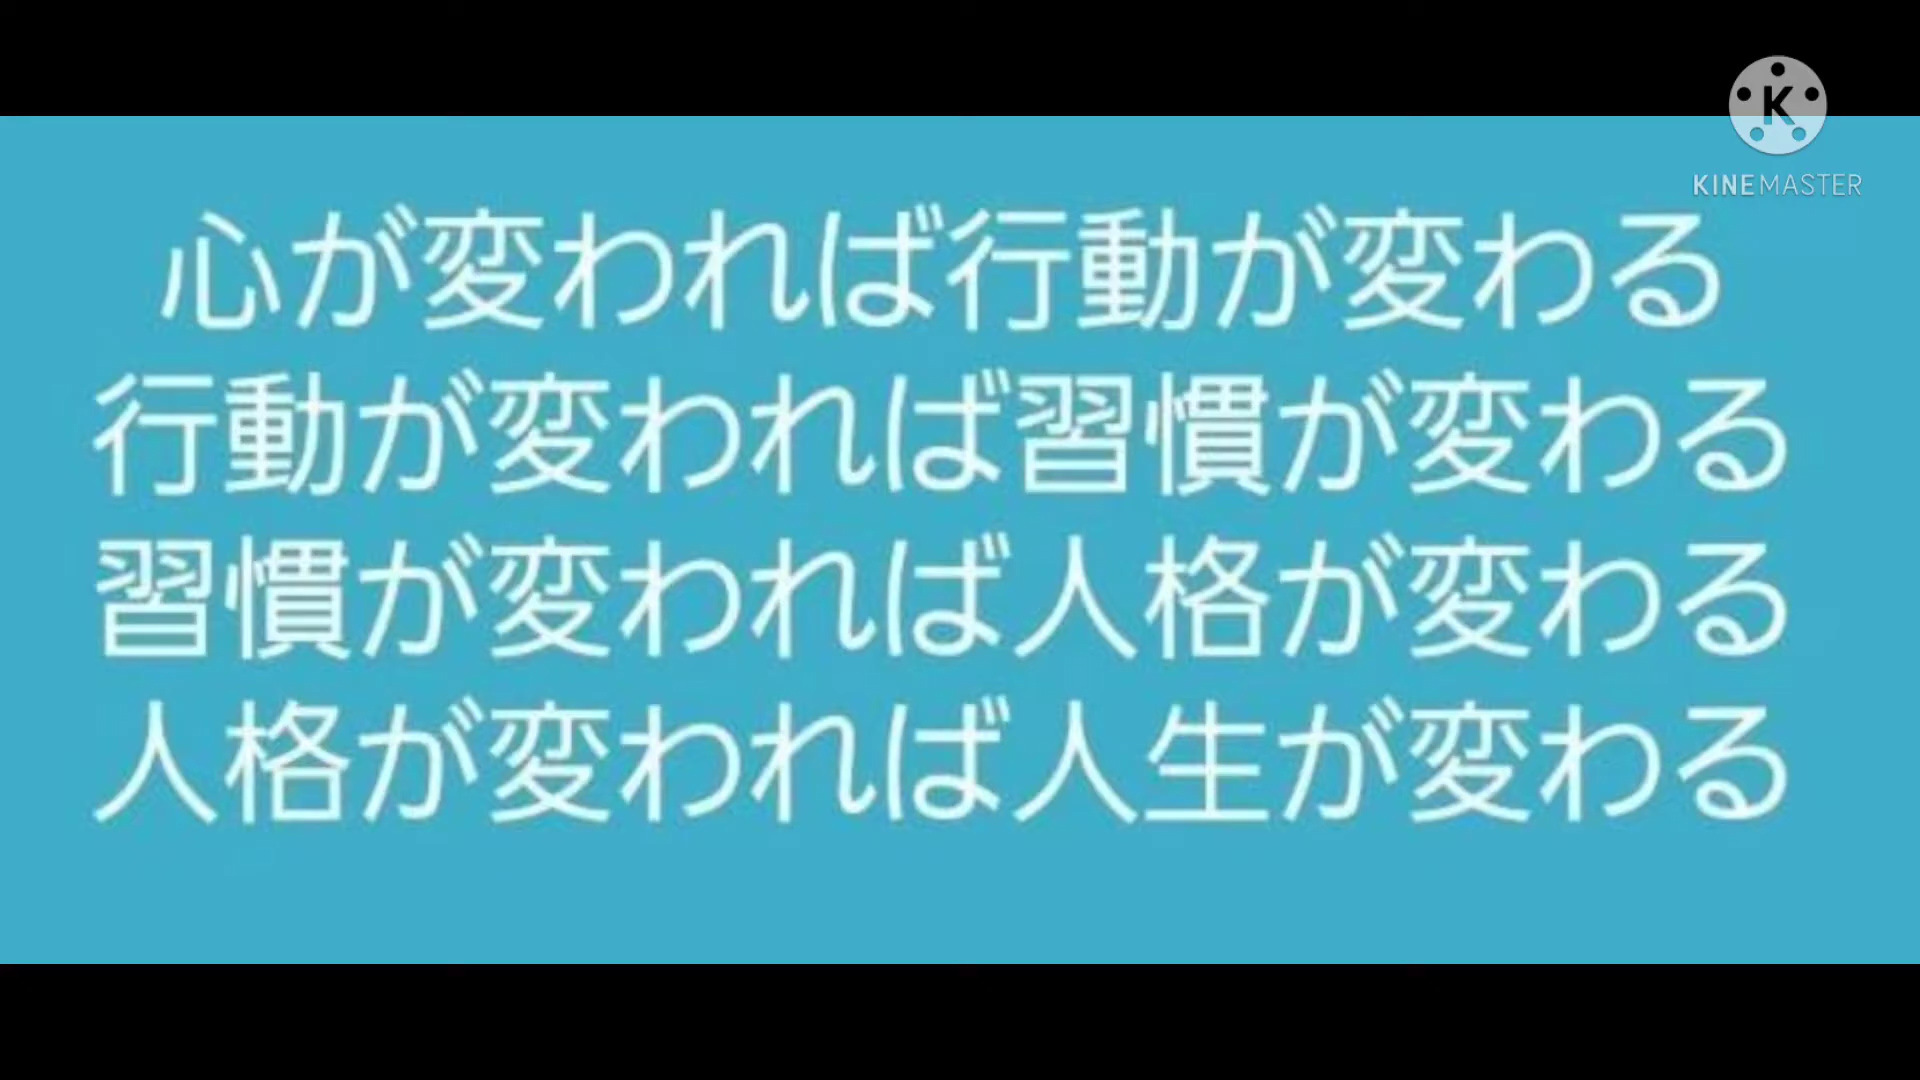 K
KINEMASTER
心が変われば行動が変わる
行動が変われば習慣が変わる
習慣が変われば人格が変わる
人格が変われば人生が変わる